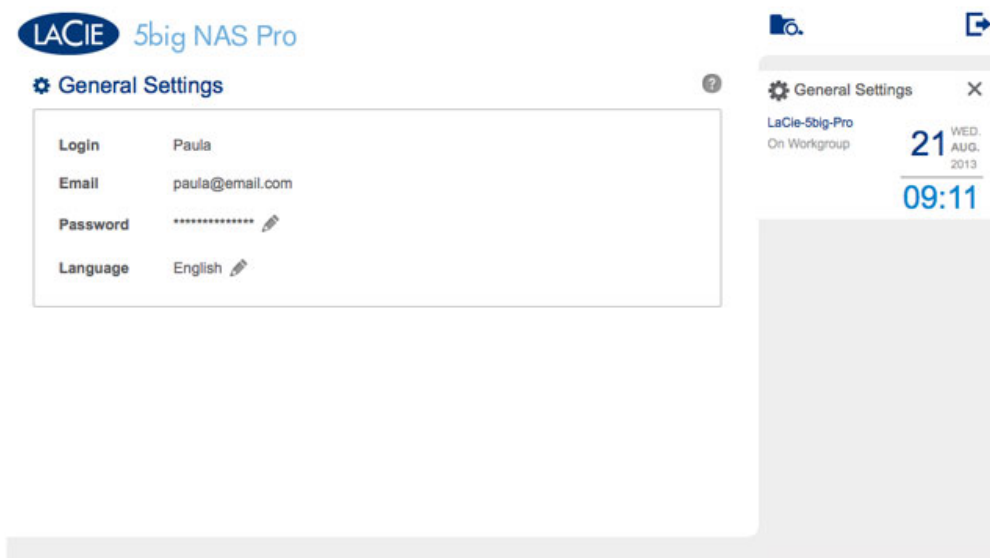 LACIE 5big NAS Pro
General Settings
Login Paula
Email paula@email.com
Password **************
Language English
General Settings
LaCie-5big-Pro
On Workgroup
21 WED.
AUG.
2013
09:11